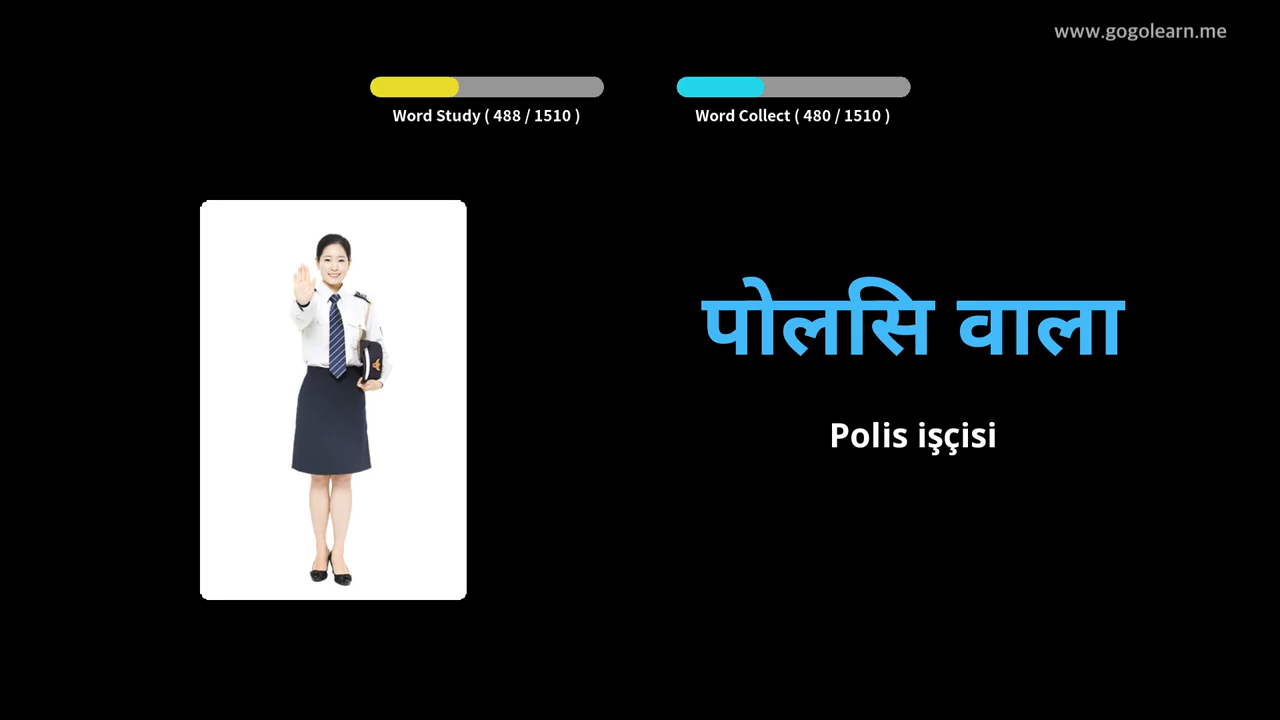 www.gogolearn.me
Word Study ( 488 / 1510 )
Word Collect ( 480 / 1510 )
पोलसि वाला
Polis işçisi